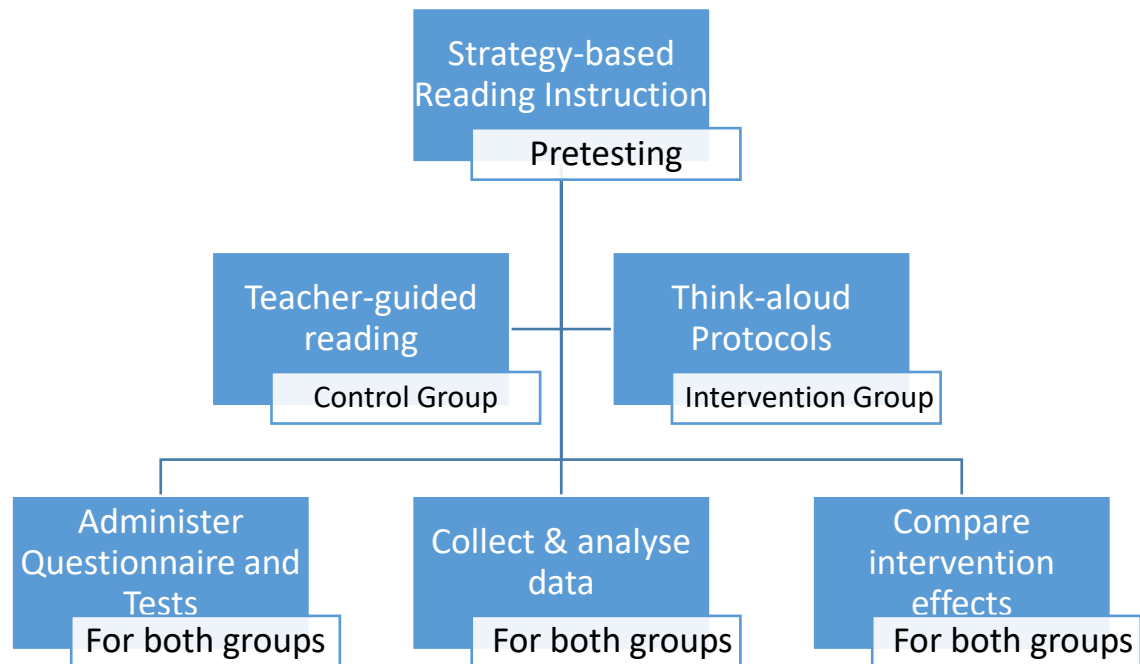 Strategy-based
Reading Instruction
Pretesting
Teacher-guided
reading
Control Group
Think-aloud
Protocols
Intervention Group
Administer
Questionnaire and
Tests
For both groups
Collect & analyse
data
For both groups
Compare
intervention
effects
For both groups